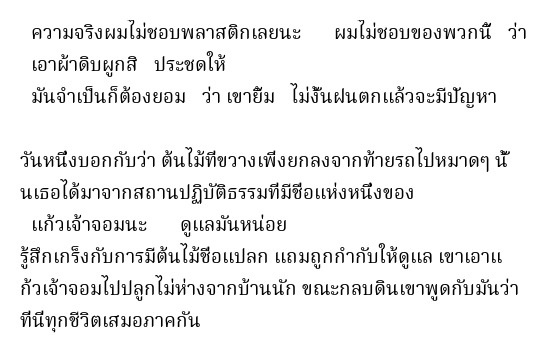 ความจริงผมไม่ชอบพลาสติกเลยนะ ผมไม่ชอบของพวกนี้ ว่า
เอาผ้าดิบผูกสิ ประชดให้
มันจำเป็นก็ต้องยอม ว่า เขายิ้ม ไม่งั้นฝนตกแล้วจะมีปัญหา
วันหนึ่งบอกกับว่า ต้นไม้ที่ขวางเพิ่งยกลงจากท้ายรถไปหมาดๆ นั้
นเธอได้มาจากสถานปฏิบัติธรรมที่มีชื่อแห่งหนึ่งของ
แก้วเจ้าจอมนะ ดูแลมันหน่อย
รู้สึกเกร็งกับการมีต้นไม้ชื่อแปลก แถมถูกกำกับให้ดูแล เขาเอาแ
ก้วเจ้าจอมไปปลูกไม่ห่างจากบ้านนัก ขณะกลบดินเขาพูดกับมันว่า
ที่นี่ทุกชีวิตเสมอภาคกัน